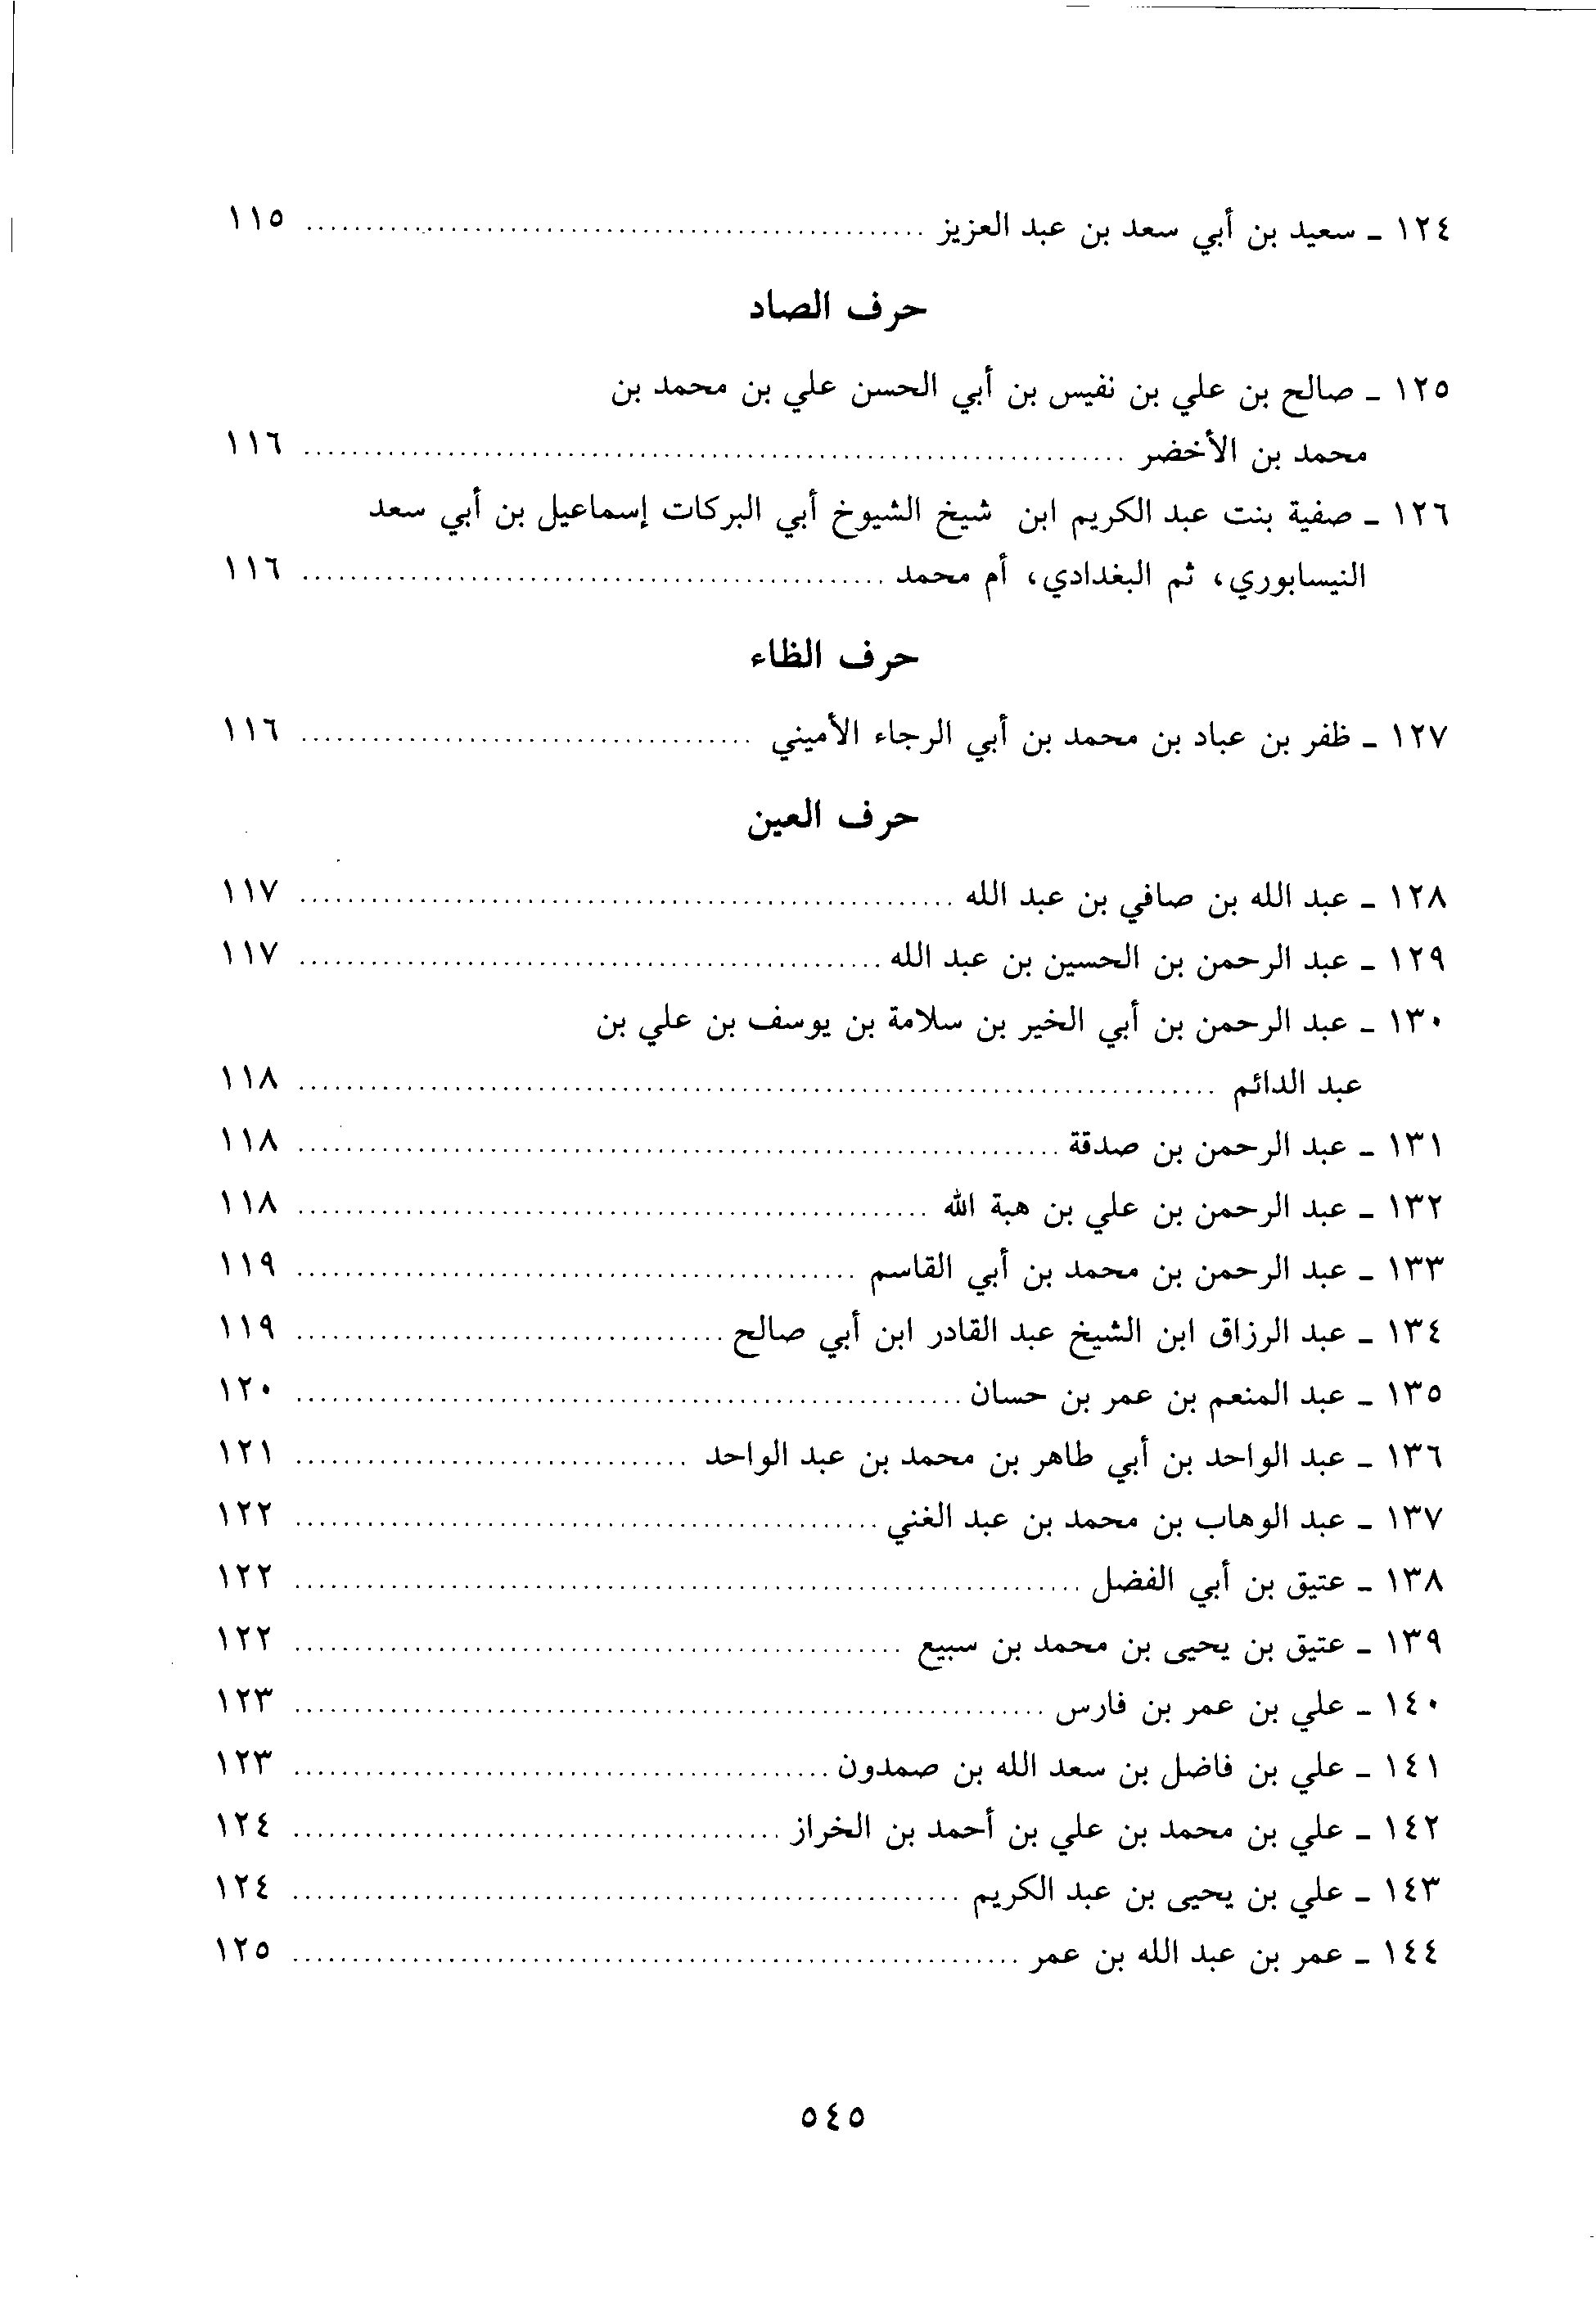 ١٢٤ - سعيد بن أبي سعد بن عبد العزيز ........ ١١٥
حرف الصاد
١٢٥ - صالح بن علي بن نفيس بن أبي الحسن علي بن محمد بن
محمد بن الأخضر ........ ١١٦
١٢٦ - صفية بنت عبد الكريم ابن شيخ الشيوخ أبي البركات إسماعيل بن أبي سعد
النيسابوري، ثم البغدادي، أم محمد ........ ١١٦
حرف الظاء
١٢٧ - ظفر بن عباد بن محمد بن أبي الرجاء الأميني ........ ١١٦
حرف العين
١٢٨ - عبد الله بن صافي بن عبد الله ........ ١١٧
١٢٩ - عبد الرحمن بن الحسين بن عبد الله ........ ١١٧
١٣٠ - عبد الرحمن بن أبي الخير بن سلامة بن يوسف بن علي بن
عبد الدائم ........ ١١٨
١٣١ - عبد الرحمن بن صدقة ........ ١١٨
١٣٢ - عبد الرحمن بن علي بن هبة الله ........ ١١٨
١٣٣ - عبد الرحمن بن محمد بن أبي القاسم ........ ١١٩
١٣٤ - عبد الرزاق ابن الشيخ عبد القادر ابن أبي صالح ........ ١١٩
١٣٥ - عبد المنعم بن عمر بن حسان ........ ١٢٠
١٣٦ - عبد الواحد بن أبي طاهر بن محمد بن عبد الواحد ........ ١٢١
١٣٧ - عبد الوهاب بن محمد بن عبد الغني ........ ١٢٢
١٣٨ - عتيق بن أبي الفضل ........ ١٢٢
١٣٩ - عتيق بن يحيى بن محمد بن سبيع ........ ١٢٢
١٤٠ - علي بن عمر بن فارس ........ ١٢٣
١٤١ - علي بن فاضل بن سعد الله بن صمدون ........ ١٢٣
١٤٢ - علي بن محمد بن علي بن أحمد بن الخراز ........ ١٢٤
١٤٣ - علي بن يحيى بن عبد الكريم ........ ١٢٤
١٤٤ - عمر بن عبد الله بن عمر ........ ١٢٥
٥٤٥